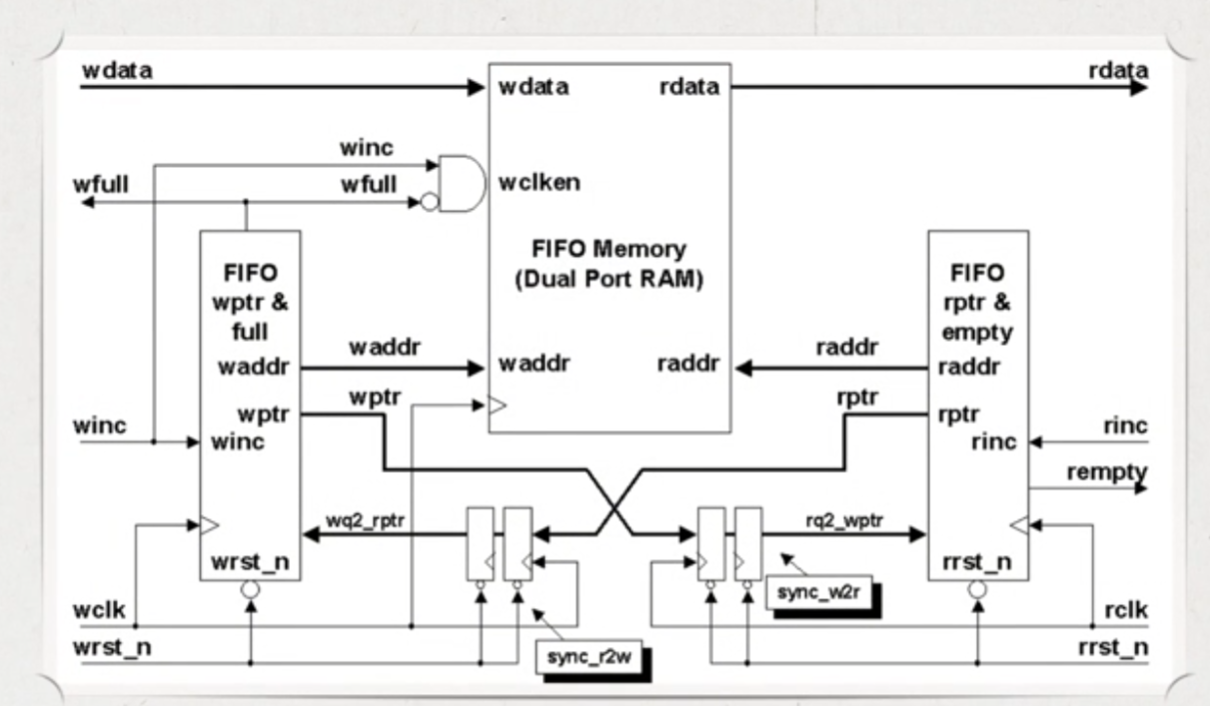 wdata
rdata
wdata
rdata
winc
wfull
wfull
wclken
FIFO Memory
(Dual Port RAM)
FIFO
wptr &
full
FIFO
rptr &
empty
waddr
waddr
waddr
raddr
raddr
raddr
wptr
wptr
rptr
rptr
winc
winc
rinc
rinc
rempty
wq2_rptr
rq2_wptr
wrst_n
rrst_n
sync_w2r
wclk
rclk
wrst_n
sync_r2w
rrst_n